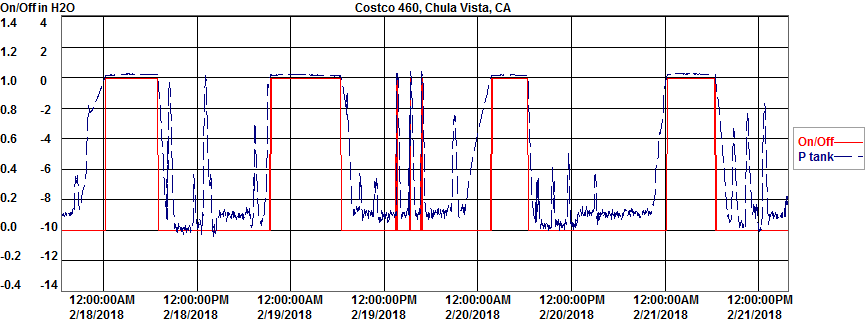 On/Off in H2O Costco 460, Chula Vista, CA
1.4 4
1.2 2
1.0 0
0.8 -2
0.6 -4
0.4 -6
0.2 -8
0.0 -10
-0.2 -12
-0.4 -14
On/Off
P tank
12:00:00AM 12:00:00PM 12:00:00AM 12:00:00PM 12:00:00AM 12:00:00PM 12:00:00AM 12:00:00PM
2/18/2018 2/18/2018 2/19/2018 2/19/2018 2/20/2018 2/20/2018 2/21/2018 2/21/2018